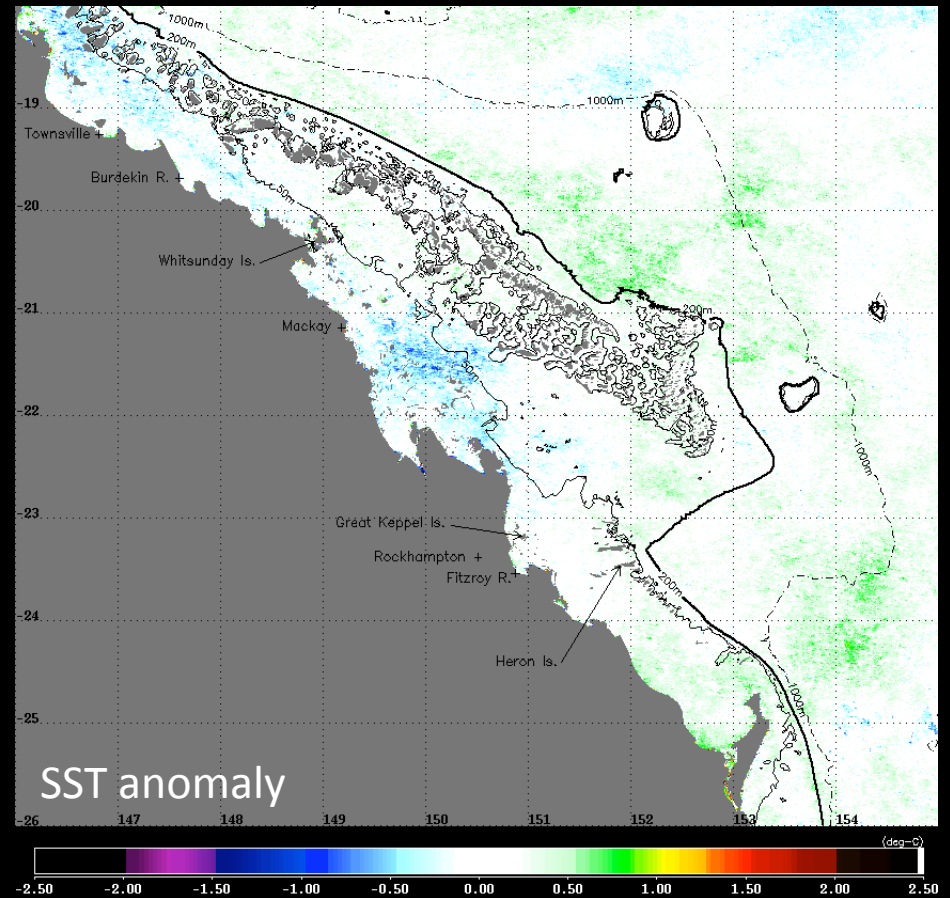 1000m
200m
-19
1000m
Townsville +
Burdekin R. +
50m
-20
Whitsunday Is.
-21
200m
Mackay +
50m
-22
1000m
-23
Great Keppel Is.
Rockhampton +
Fitzroy R. +
200m
-24
Heron Is.
1000m
-25
SST anomaly
-26 147 148 149 150 151 152 153 154
(deg-C)
-2.50 -2.00 -1.50 -1.00 -0.50 0.00 0.50 1.00 1.50 2.00 2.50